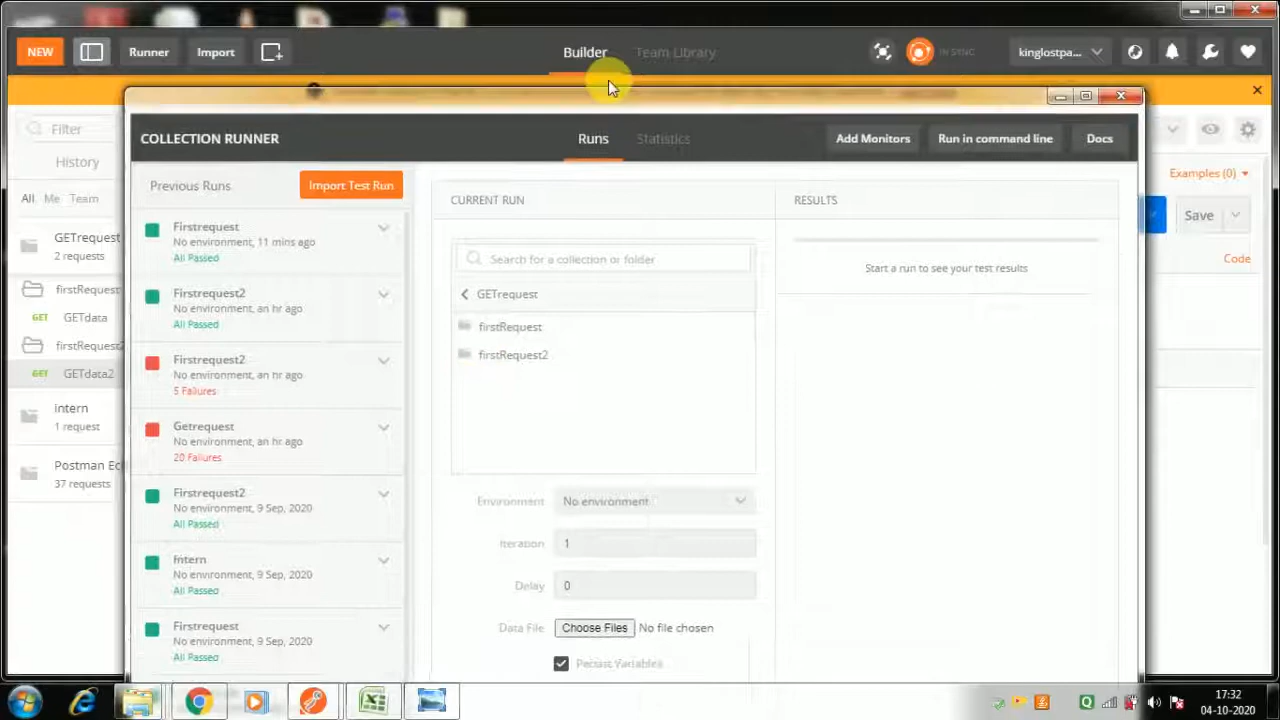 NEW
Runner
Import
Builder
Team Library
IN SYNC
kinglostpa...
Filter
History
All Me Team
GETrequest
2 requests
firstRequest
GET GETdata
firstRequest
GET GETdata2
intern
1 request
Postman Ec
37 requests
COLLECTION RUNNER
Runs
Statistics
Add Monitors
Run in command line
Docs
Previous Runs
Import Test Run
Firstrequest
No environment, 11 mins ago
All Passed
Firstrequest2
No environment, an hr ago
All Passed
Firstrequest2
No environment, an hr ago
5 Failures
Getrequest
No environment, an hr ago
20 Failures
Firstrequest2
No environment, 9 Sep, 2020
All Passed
Intern
No environment, 9 Sep, 2020
All Passed
Firstrequest
No environment, 9 Sep, 2020
All Passed
CURRENT RUN
Search for a collection or folder
GETrequest
firstRequest
firstRequest2
Environment No environment
Iteration 1
Delay 0
Data File Choose Files No file chosen
Persist Variables
RESULTS
Start a run to see your test results
Examples (0)
Save
Code
17:32
04-10-2020